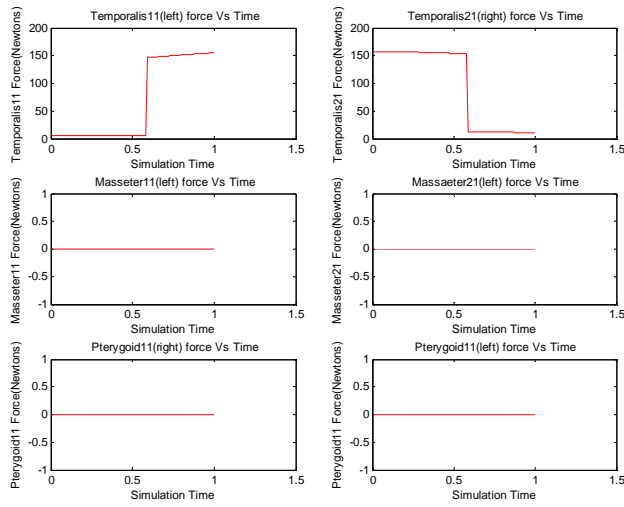 Temporalis11(left) force Vs Time
Temporalis11 Force(Newtons)
200
150
100
50
0
0 0.5 1 1.5
Simulation Time
Temporalis21(right) force Vs Time
Temporalis21 Force(Newtons)
200
150
100
50
0
0 0.5 1 1.5
Simulation Time
Masseter11(left) force Vs Time
Masseter11 Force(Newtons)
1
0.5
0
-0.5
-1
0 0.5 1 1.5
Simulation Time
Massaeter21(left) force Vs Time
Masseter21 Force(Newtons)
1
0.5
0
-0.5
-1
0 0.5 1 1.5
Simulation Time
Pterygoid11(right) force Vs Time
Pterygoid11 Force(Newtons)
1
0.5
0
-0.5
-1
0 0.5 1 1.5
Simulation Time
Pterygoid11(left) force Vs Time
Pterygoid11 Force(Newtons)
1
0.5
0
-0.5
-1
0 0.5 1 1.5
Simulation Time